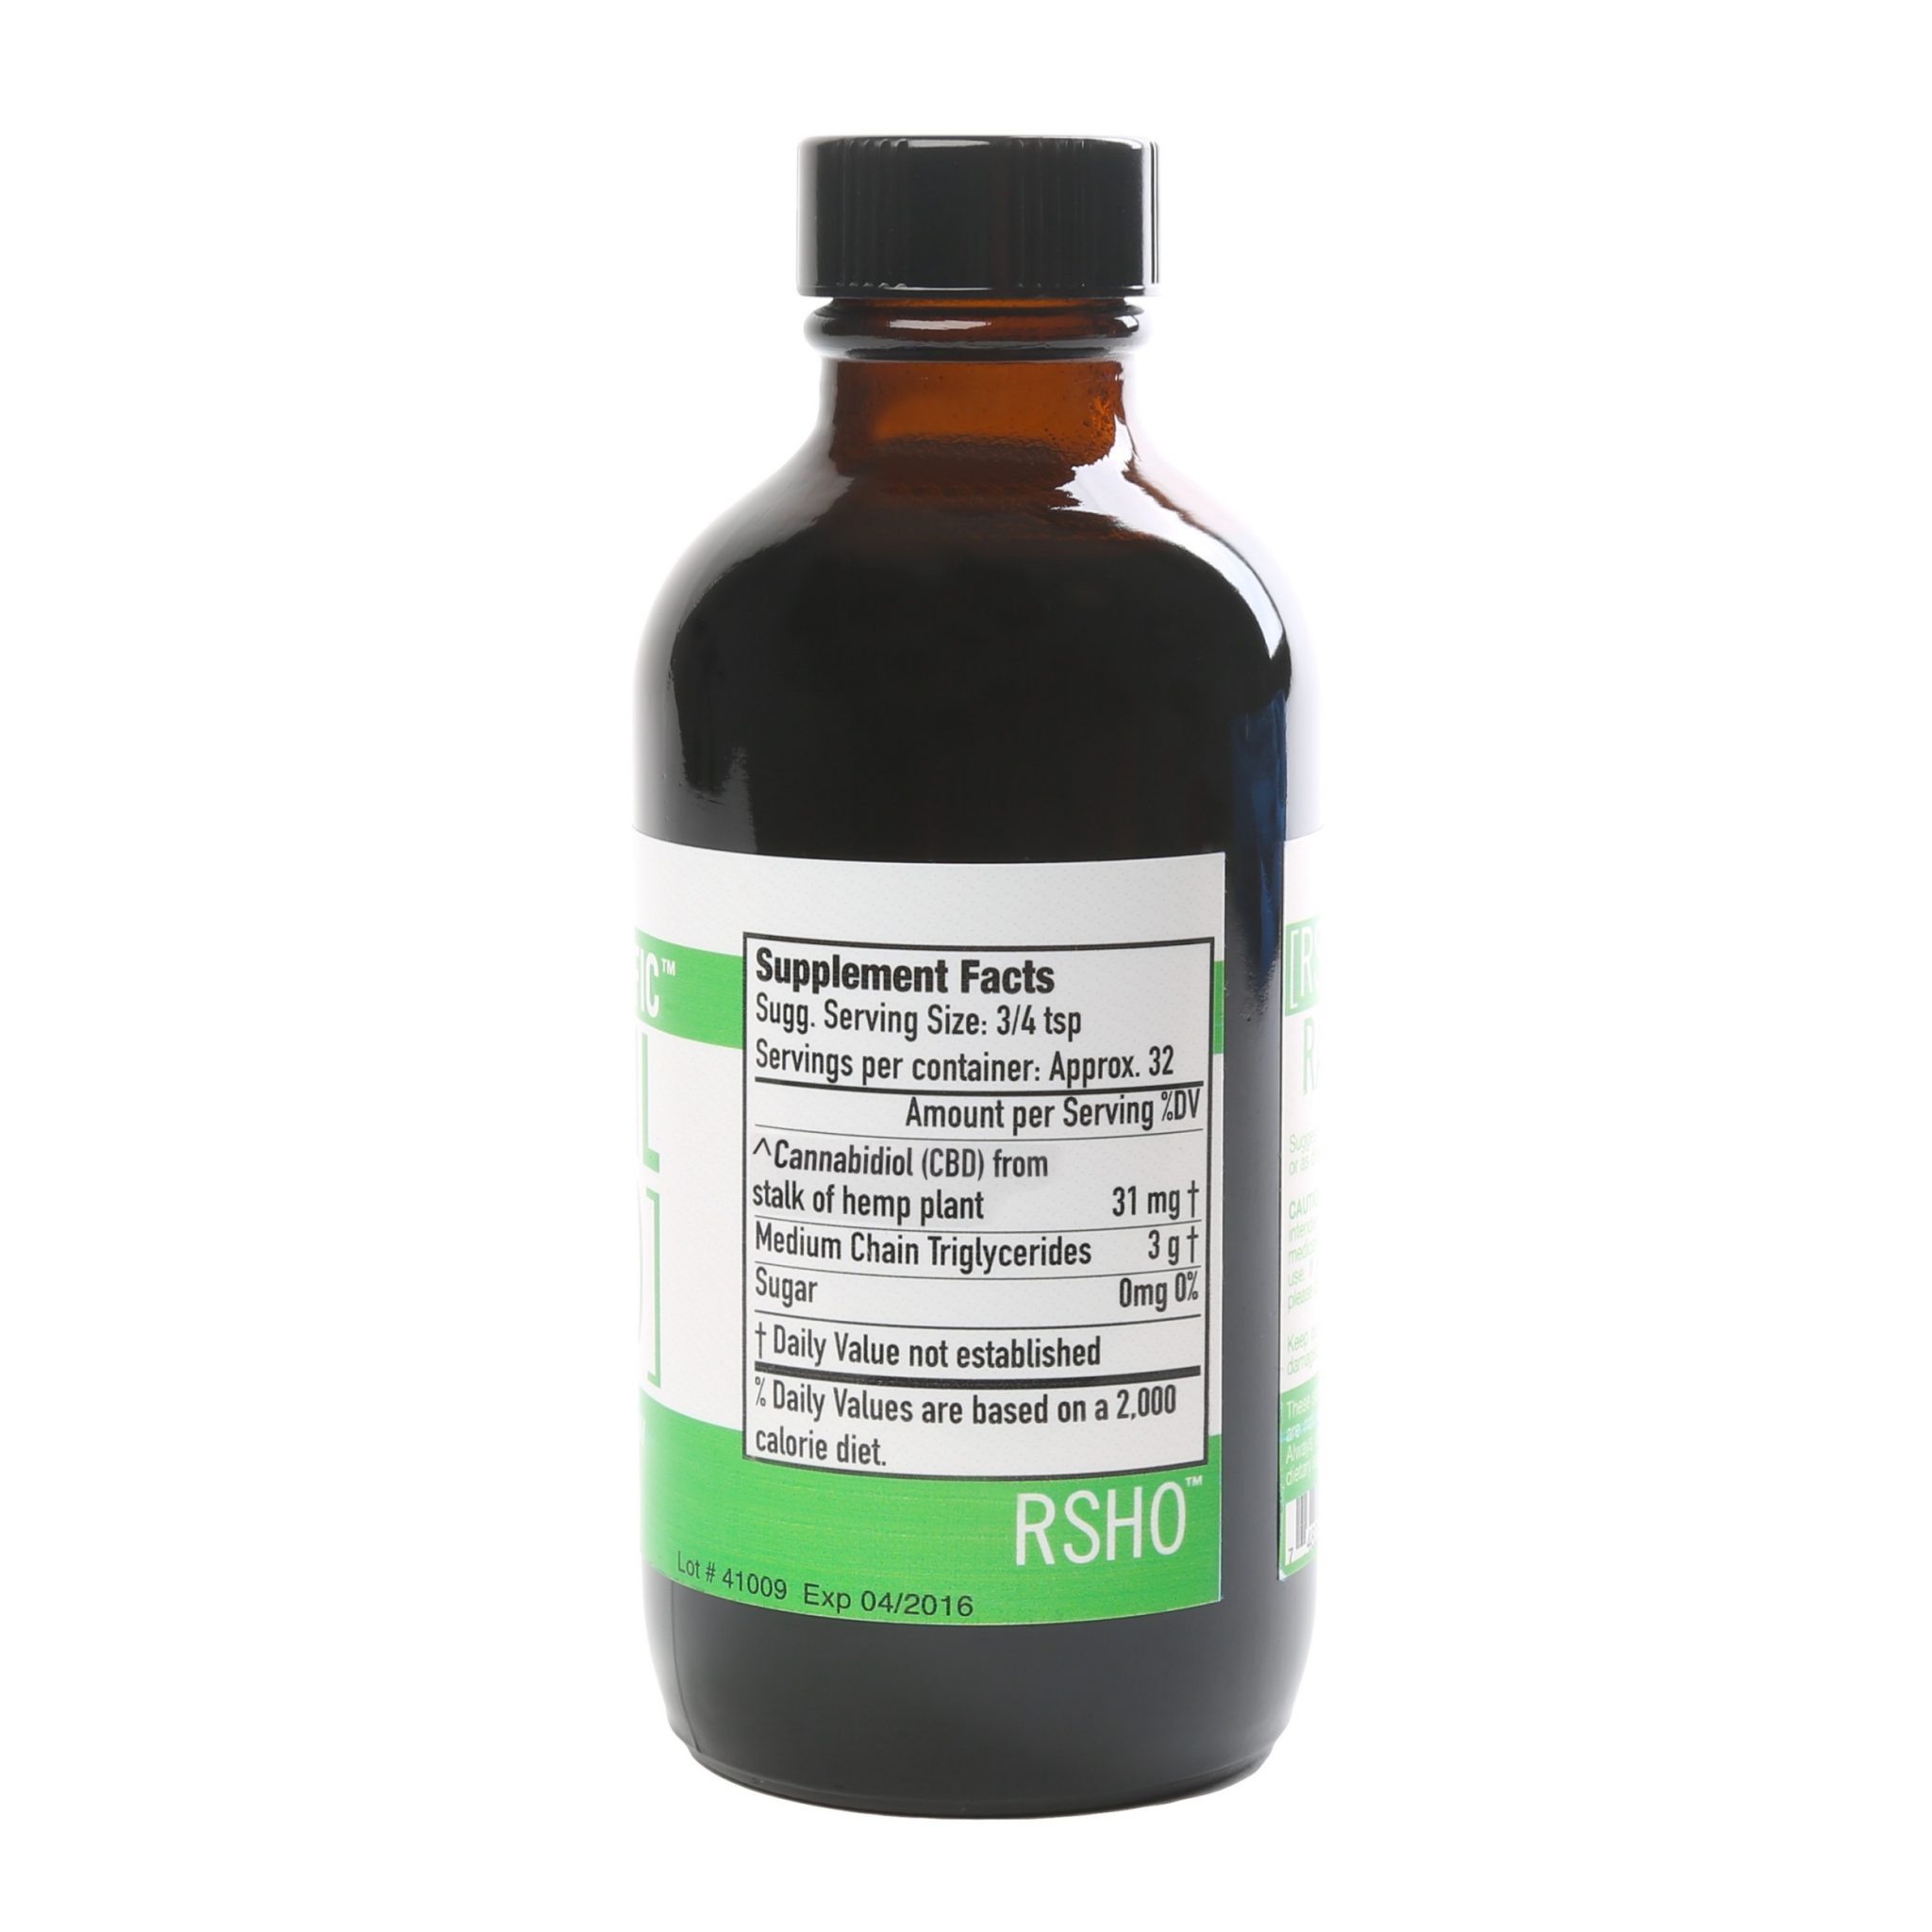 Supplement Facts
Sugg. Serving Size: 3/4 tsp
Servings per container: Approx. 32
Amount per Serving %DV
^Cannabidiol (CBD) from
stalk of hemp plant 31 mg †
Medium Chain Triglycerides 3 g †
Sugar 0mg 0%
† Daily Value not established
% Daily Values are based on a 2,000
calorie diet.
RSHO™
Lot # 41009 Exp 04/2016